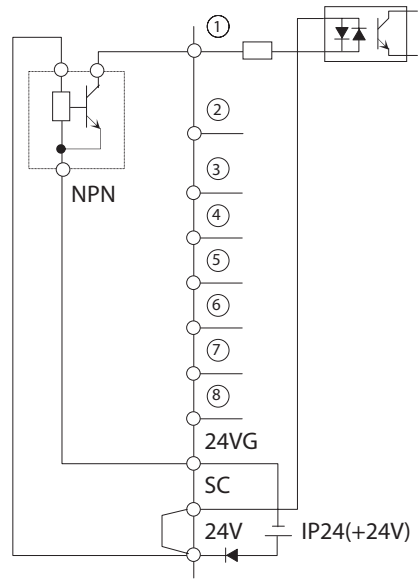 ①
②
③
NPN
④
⑤
⑥
⑦
⑧
24VG
SC
24V
IP24(+24V)